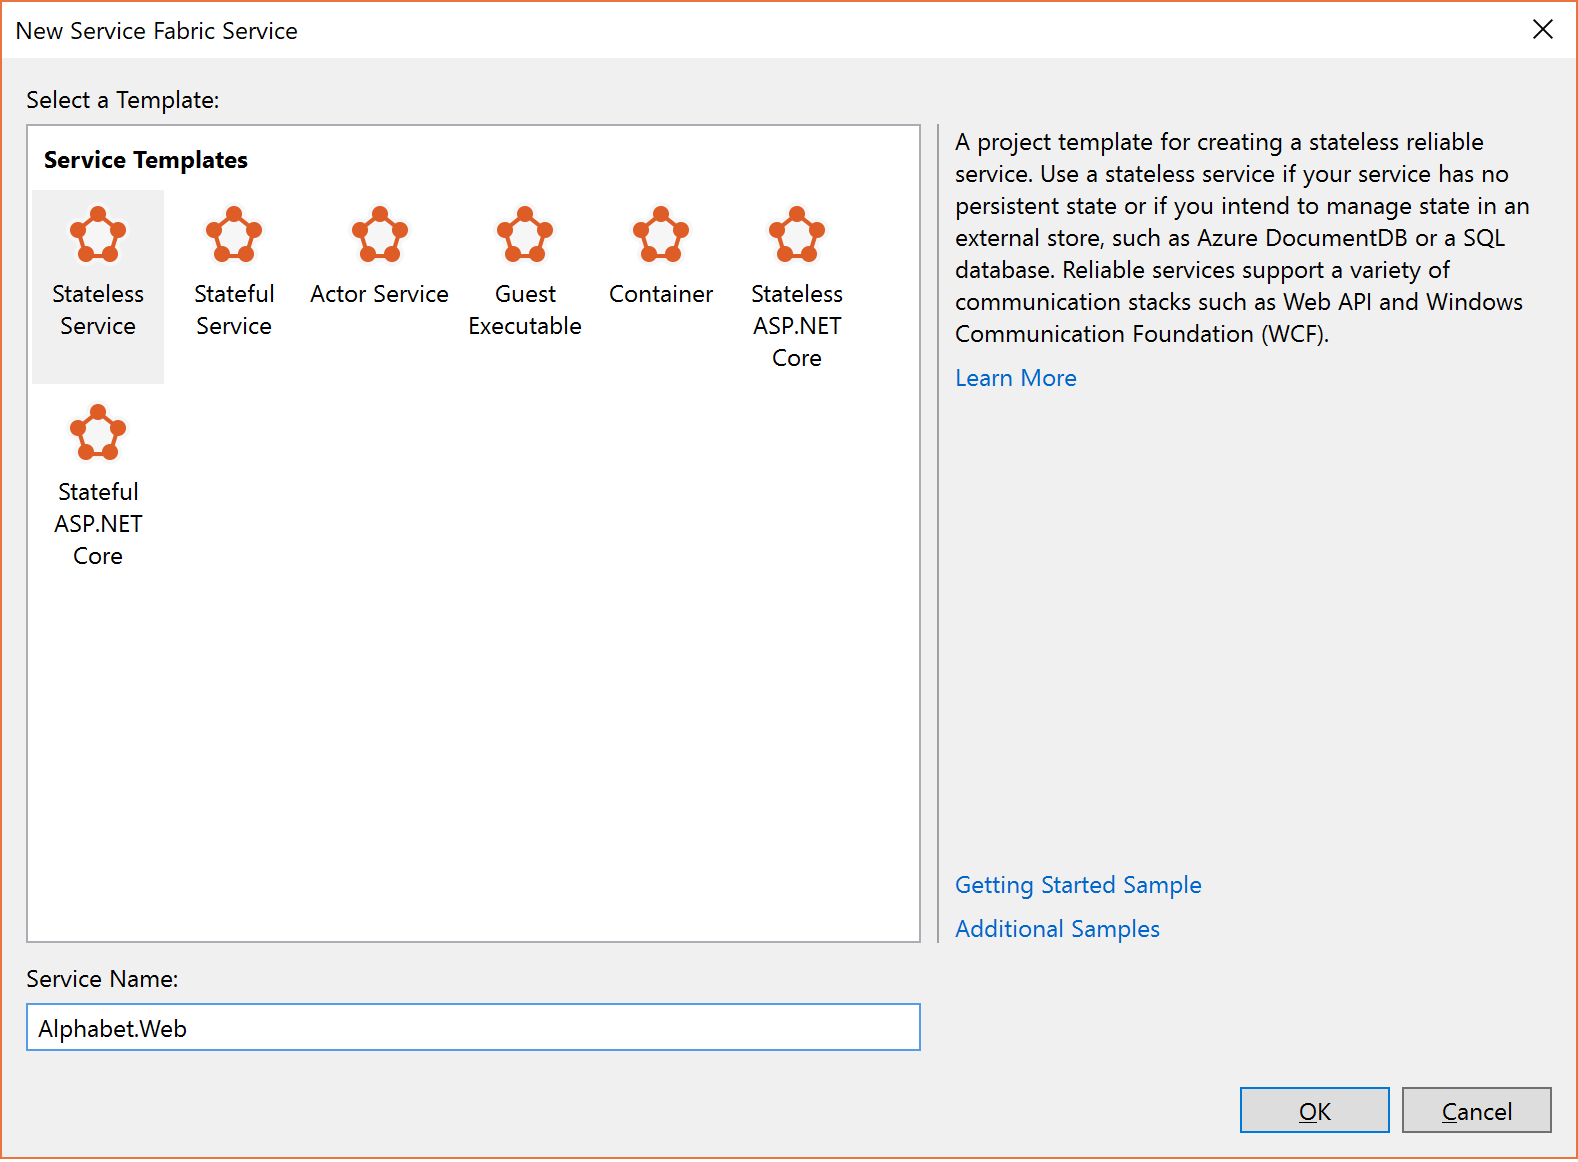 New Service Fabric Service
Select a Template:
Service Templates
Stateless
Service
Stateful
Service
Actor Service
Guest
Executable
Container
Stateless
ASP.NET
Core
Stateful
ASP.NET
Core
A project template for creating a stateless reliable
service. Use a stateless service if your service has no
persistent state or if you intend to manage state in an
external store, such as Azure DocumentDB or a SQL
database. Reliable services support a variety of
communication stacks such as Web API and Windows
Communication Foundation (WCF).
Learn More
Getting Started Sample
Additional Samples
Service Name:
Alphabet.Web
OK
Cancel